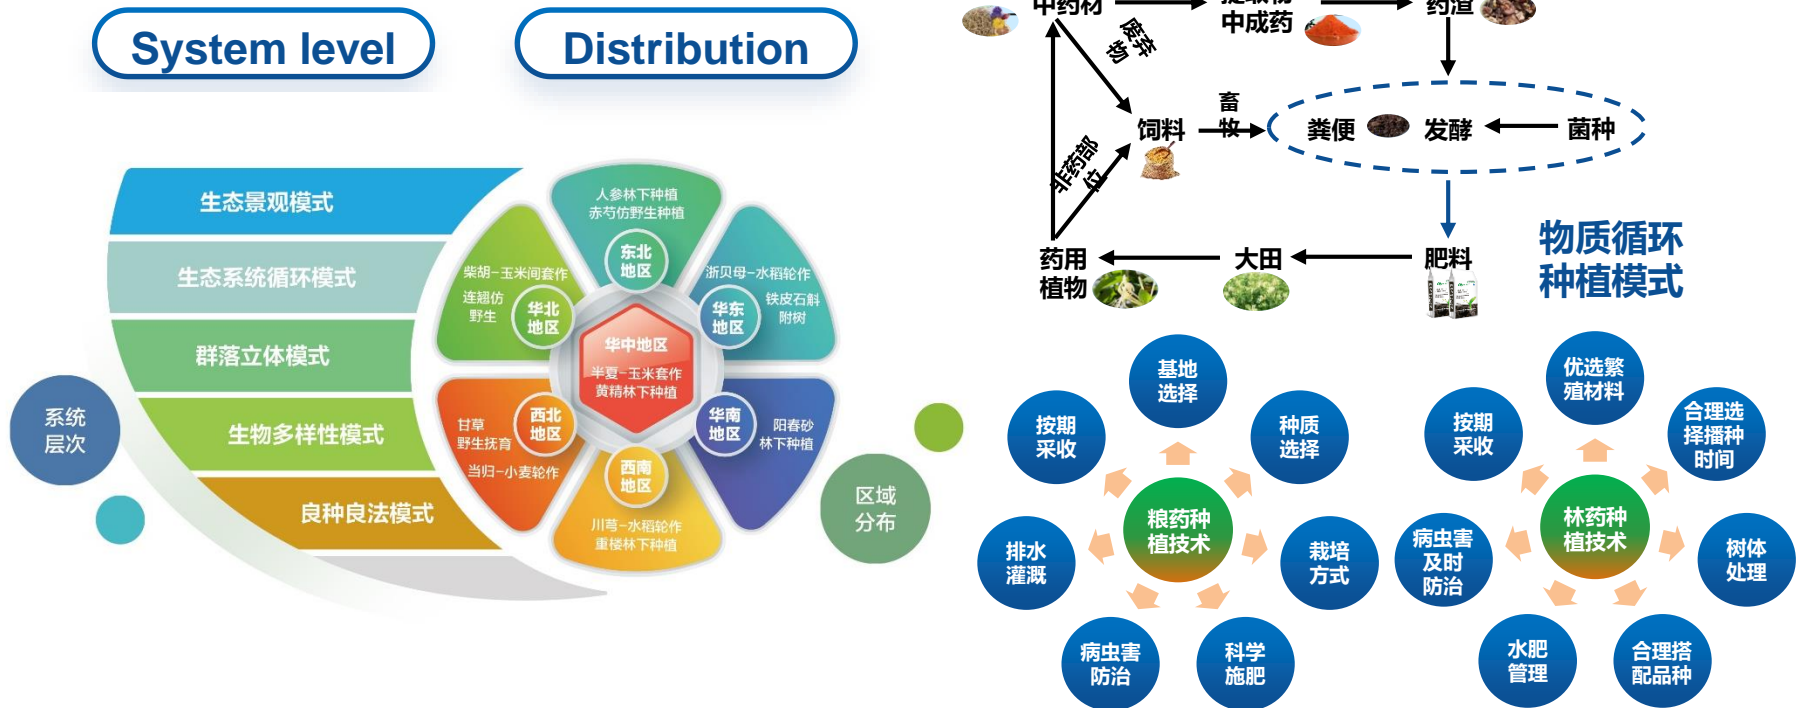 System level
Distribution
生态景观模式
生态系统循环模式
群落立体模式
生物多样性模式
良种良法模式
系统
层次
人参林下种植
赤芍仿野生种植
东北
地区
柴胡-玉米间套作
连翘仿
野生
华北
地区
浙贝母-水稻轮作
铁皮石斛
附树
华东
地区
华中地区
半夏-玉米套作
黄精林下种植
甘草
野生抚育
当归-小麦轮作
西北
地区
华南
地区
阳春砂
林下种植
西南
地区
川芎-水稻轮作
重楼林下种植
区域
分布
中药材
提取物
中成药
药渣
废弃
物
饲料
畜
牧
粪便
发酵
菌种
非药部
位
药用
植物
大田
肥料
物质循环
种植模式
基地
选择
按期
采收
种质
选择
粮药种
植技术
排水
灌溉
栽培
方式
病虫害
防治
科学
施肥
优选繁
殖材料
按期
采收
合理选
择播种
时间
林药种
植技术
病虫害
及时
防治
树体
处理
水肥
管理
合理搭
配品种